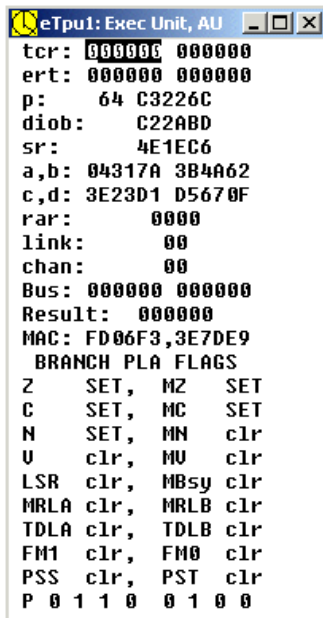 eTpu1: Exec Unit, AU
tcr: 000000 000000
ert: 000000 000000
p: 64 C3226C
diob: C22ABD
sr: 4E1EC6
a,b: 04317A 3B4A62
c,d: 3E23D1 D5670F
rar: 0000
link: 00
chan: 00
Bus: 000000 000000
Result: 000000
MAC: FD06F3,3E7DE9
BRANCH PLA FLAGS
Z SET, MZ SET
C SET, MC SET
N SET, MN clr
V clr, MV clr
LSR clr, MBsy clr
MRLA clr, MRLB clr
TDLA clr, TDLB clr
FM1 clr, FM0 clr
PSS clr, PST clr
P 0 1 1 0 0 1 0 0